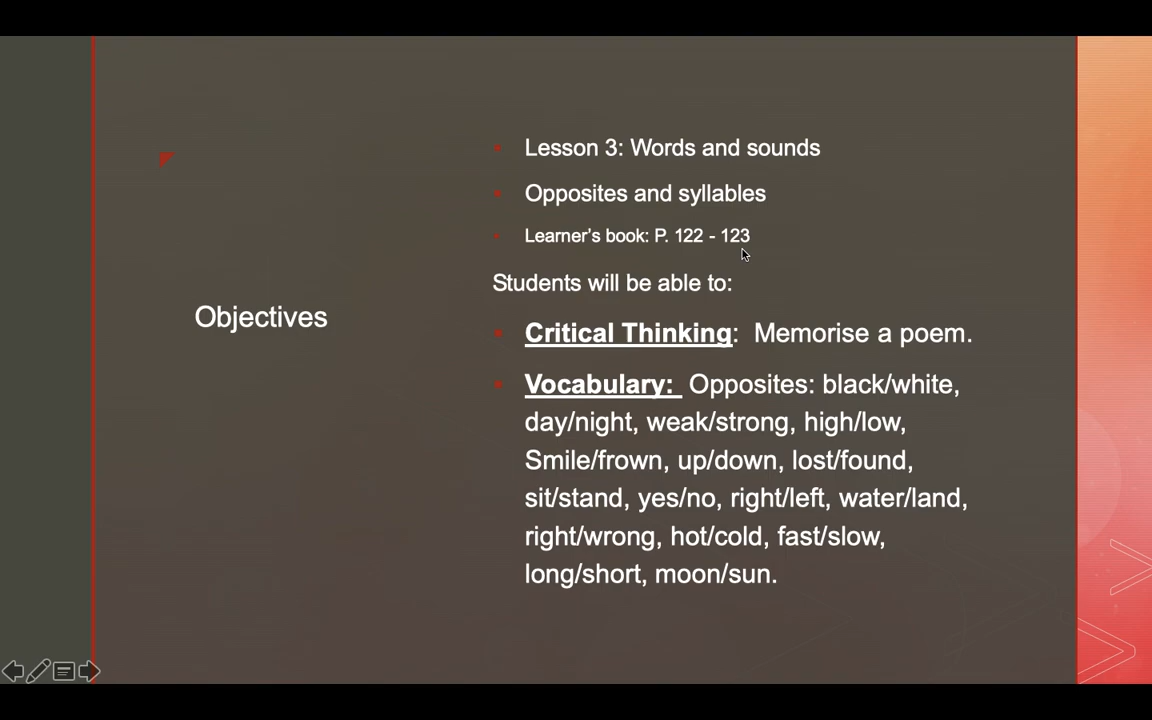 Objectives
Lesson 3: Words and sounds
Opposites and syllables
Learner's book: P. 122 - 123
Students will be able to:
Critical Thinking:  Memorise a poem.
Vocabulary:  Opposites: black/white,
day/night, weak/strong, high/low,
Smile/frown, up/down, lost/found,
sit/stand, yes/no, right/left, water/land,
right/wrong, hot/cold, fast/slow,
long/short, moon/sun.